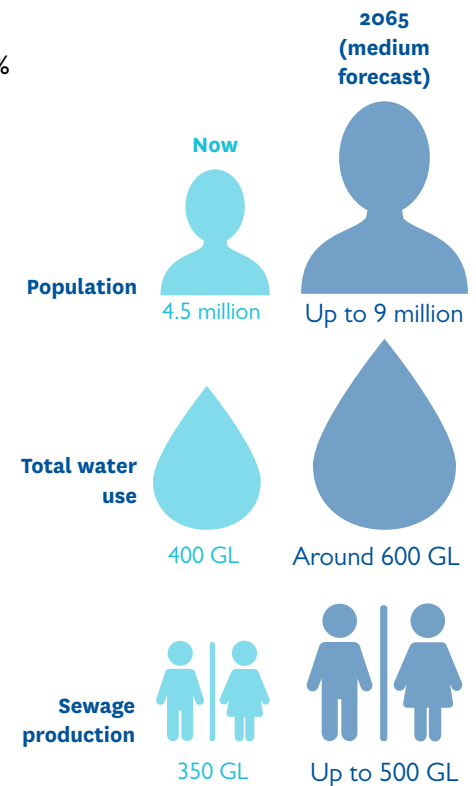 %
2065
(medium
forecast)
Now
Population
4.5 million
Up to 9 million
Total water
use
400 GL
Around 600 GL
Sewage
production
350 GL
Up to 500 GL